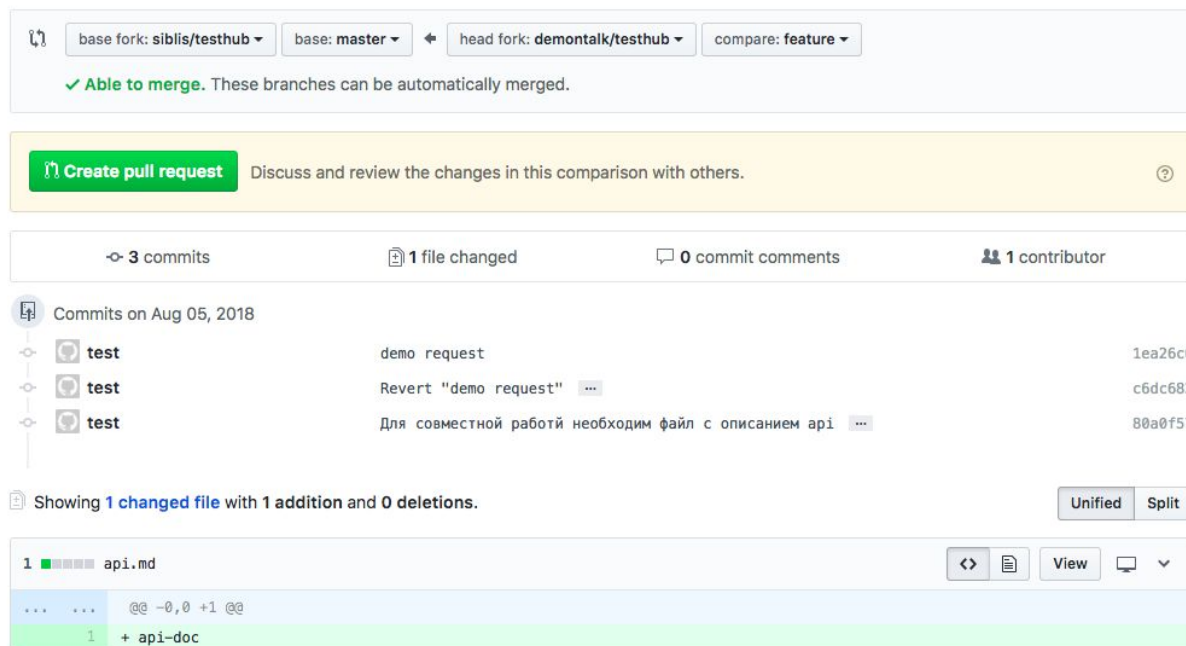 base fork: siblis/testhub base: master head fork: demontalk/testhub compare: feature
Able to merge. These branches can be automatically merged.
Create pull request Discuss and review the changes in this comparison with others.
3 commits 1 file changed 0 commit comments 1 contributor
Commits on Aug 05, 2018
test demo request
test Revert "demo request" …
test Для совместной работй необходим файл с описанием api …
Showing 1 changed file with 1 addition and 0 deletions. Unified Split
1 api.md <> View
... ... @@ -0,0 +1 @@
1 + api-doc